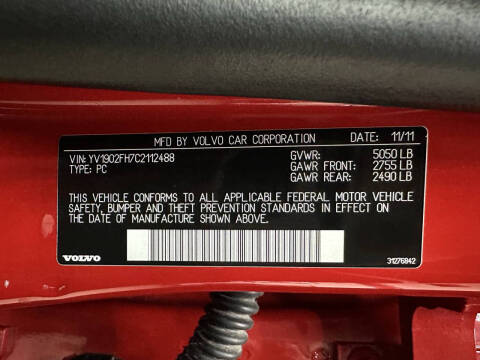 MFD BY VOLVO CAR CORPORATION DATE: 11/11
VIN: YV1902FH7C2112488 GVWR: 5050 LB
TYPE: PC GAWR FRONT: 2755 LB
GAWR REAR: 2490 LB
THIS VEHICLE CONFORMS TO ALL APPLICABLE FEDERAL MOTOR VEHICLE
SAFETY, BUMPER AND THEFT PREVENTION STANDARDS IN EFFECT ON
THE DATE OF MANUFACTURE SHOWN ABOVE.
VOLVO 31276942